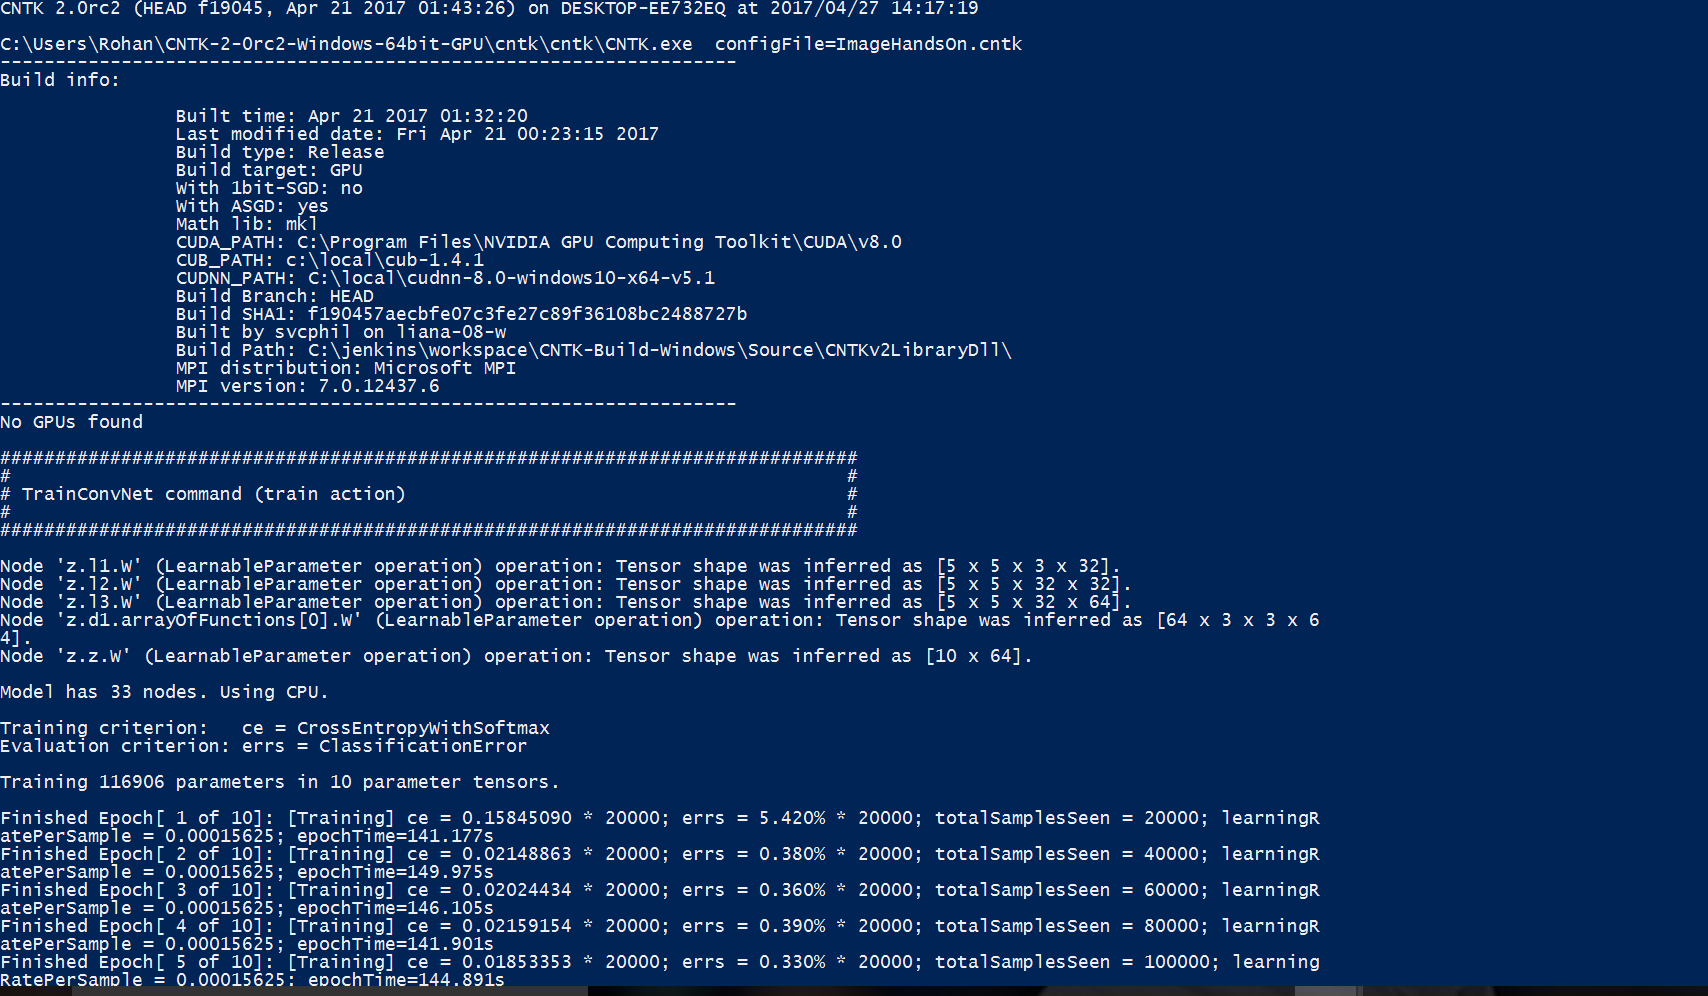 CNTK 2.0rc2 (HEAD f19045, Apr 21 2017 01:43:26) on DESKTOP-EE732EQ at 2017/04/27 14:17:19
C:\Users\Rohan\CNTK-2-0rc2-Windows-64bit-GPU\cntk\cntk\CNTK.exe  configFile=ImageHandsOn.cntk
-------------------------------------------------------------------
Build info:
Built time: Apr 21 2017 01:32:20
Last modified date: Fri Apr 21 00:23:15 2017
Build type: Release
Build target: GPU
With 1bit-SGD: no
With ASGD: yes
Math lib: mkl
CUDA_PATH: C:\Program Files\NVIDIA GPU Computing Toolkit\CUDA\v8.0
CUB_PATH: c:\local\cub-1.4.1
CUDNN_PATH: C:\local\cudnn-8.0-windows10-x64-v5.1
Build Branch: HEAD
Build SHA1: f190457aecbfe07c3fe27c89f36108bc2488727b
Built by svcphil on liana-08-w
Build Path: C:\jenkins\workspace\CNTK-Build-Windows\Source\CNTKv2LibraryDll\
MPI distribution: Microsoft MPI
MPI version: 7.0.12437.6
-------------------------------------------------------------------
No GPUs found
##############################################################################
#                                                                            #
# TrainConvNet command (train action)                                        #
#                                                                            #
##############################################################################
Node 'z.l1.W' (LearnableParameter operation) operation: Tensor shape was inferred as [5 x 5 x 3 x 32].
Node 'z.l2.W' (LearnableParameter operation) operation: Tensor shape was inferred as [5 x 5 x 32 x 32].
Node 'z.l3.W' (LearnableParameter operation) operation: Tensor shape was inferred as [5 x 5 x 32 x 64].
Node 'z.d1.arrayOfFunctions[0].W' (LearnableParameter operation) operation: Tensor shape was inferred as [64 x 3 x 3 x 6
4].
Node 'z.z.W' (LearnableParameter operation) operation: Tensor shape was inferred as [10 x 64].
Model has 33 nodes. Using CPU.
Training criterion:   ce = CrossEntropyWithSoftmax
Evaluation criterion: errs = ClassificationError
Training 116906 parameters in 10 parameter tensors.
Finished Epoch[ 1 of 10]: [Training] ce = 0.15845090 * 20000; errs = 5.420% * 20000; totalSamplesSeen = 20000; learningR
atePerSample = 0.00015625; epochTime=141.177s
Finished Epoch[ 2 of 10]: [Training] ce = 0.02148863 * 20000; errs = 0.380% * 20000; totalSamplesSeen = 40000; learningR
atePerSample = 0.00015625; epochTime=149.975s
Finished Epoch[ 3 of 10]: [Training] ce = 0.02024434 * 20000; errs = 0.360% * 20000; totalSamplesSeen = 60000; learningR
atePerSample = 0.00015625; epochTime=146.105s
Finished Epoch[ 4 of 10]: [Training] ce = 0.02159154 * 20000; errs = 0.390% * 20000; totalSamplesSeen = 80000; learningR
atePerSample = 0.00015625; epochTime=141.901s
Finished Epoch[ 5 of 10]: [Training] ce = 0.01853353 * 20000; errs = 0.330% * 20000; totalSamplesSeen = 100000; learning
RatePerSample = 0.00015625; epochTime=144.891s